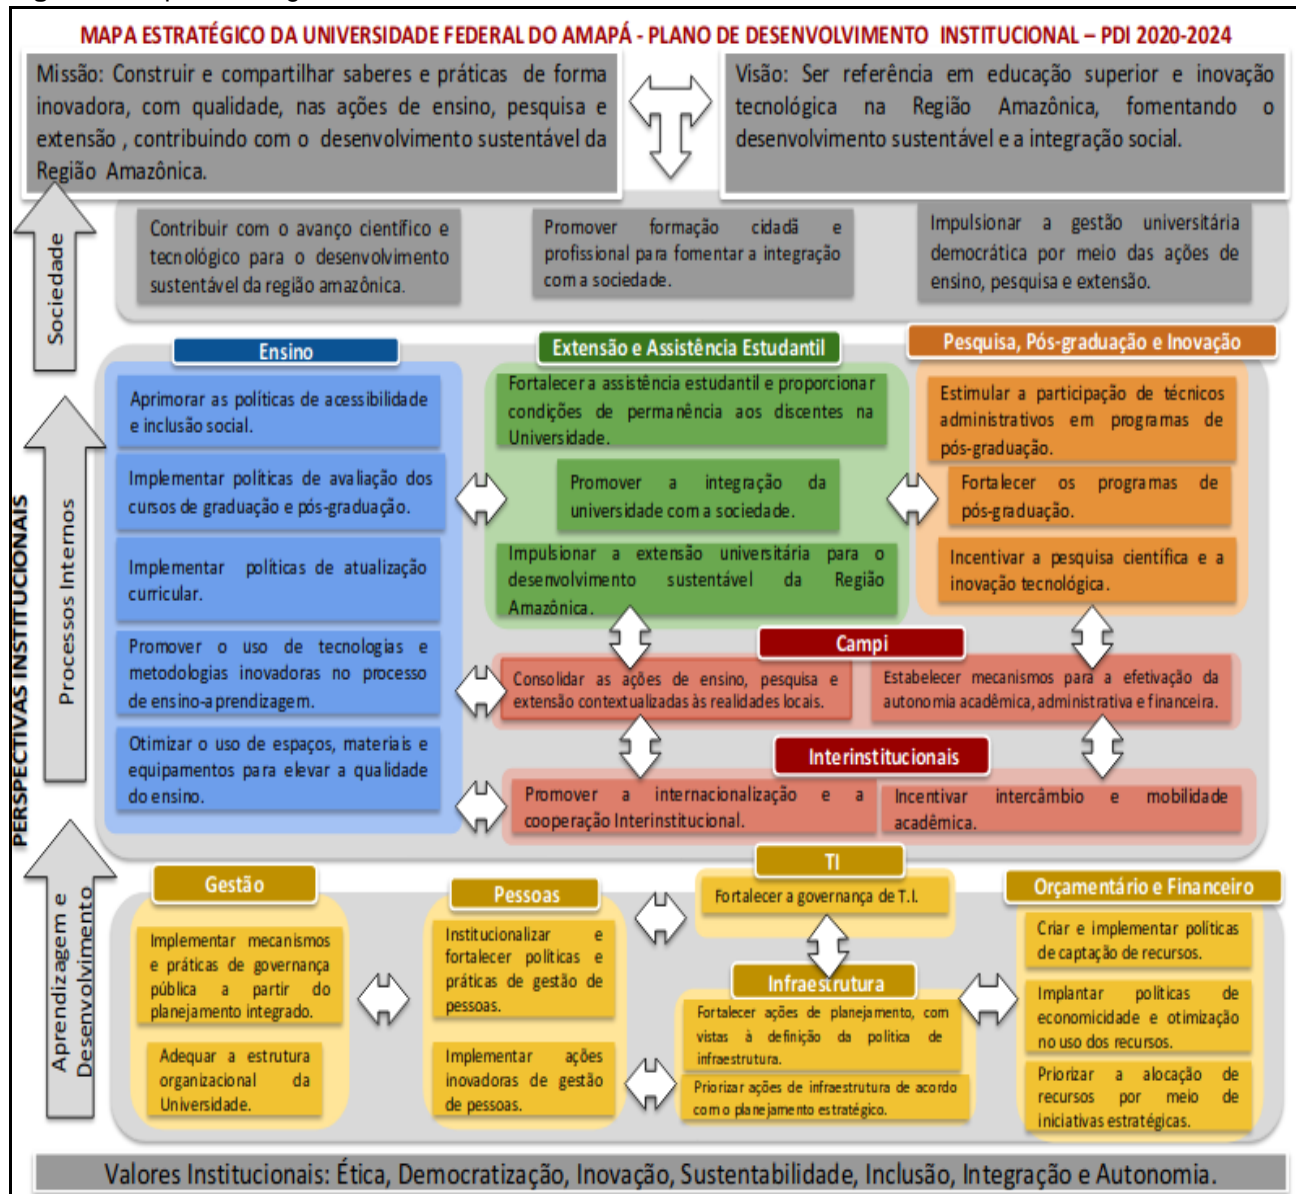 MAPA ESTRATÉGICO DA UNIVERSIDADE FEDERAL DO AMAPÁ - PLANO DE DESENVOLVIMENTO INSTITUCIONAL – PDI 2020-2024
Missão: Construir e compartilhar saberes e práticas de forma
inovadora, com qualidade, nas ações de ensino, pesquisa e
extensão , contribuindo com o desenvolvimento sustentável da
Região Amazônica.
Visão: Ser referência em educação superior e inovação
tecnológica na Região Amazônica, fomentando o
desenvolvimento sustentável e a integração social.
PERSPECTIVAS INSTITUCIONAIS
Sociedade
Contribuir com o avanço científico e
tecnológico para o desenvolvimento
sustentável da região amazônica.
Promover formação cidadã e
profissional para fomentar a integração
com a sociedade.
Impulsionar a gestão universitária
democrática por meio das ações de
ensino, pesquisa e extensão.
Processos Internos
Ensino
Aprimorar as políticas de acessibilidade
e inclusão social.
Implementar políticas de avaliação dos
cursos de graduação e pós-graduação.
Implementar políticas de atualização
curricular.
Promover o uso de tecnologias e
metodologias inovadoras no processo
de ensino-aprendizagem.
Otimizar o uso de espaços, materiais e
equipamentos para elevar a qualidade
do ensino.
Extensão e Assistência Estudantil
Fortalecer a assistência estudantil e proporcionar
condições de permanência aos discentes na
Universidade.
Promover a integração da
universidade com a sociedade.
Impulsionar a extensão universitária para o
desenvolvimento sustentável da Região
Amazônica.
Pesquisa, Pós-graduação e Inovação
Estimular a participação de técnicos
administrativos em programas de
pós-graduação.
Fortalecer os programas de
pós-graduação.
Incentivar a pesquisa científica e a
inovação tecnológica.
Campi
Consolidar as ações de ensino, pesquisa e
extensão contextualizadas às realidades locais.
Estabelecer mecanismos para a efetivação da
autonomia acadêmica, administrativa e financeira.
Interinstitucionais
Promover a internacionalização e a
cooperação Interinstitucional.
Incentivar intercâmbio e mobilidade
acadêmica.
Aprendizagem e
Desenvolvimento
Gestão
Implementar mecanismos
e práticas de governança
pública a partir do
planejamento integrado.
Adequar a estrutura
organizacional da
Universidade.
Pessoas
Institucionalizar e
fortalecer políticas e
práticas de gestão de
pessoas.
Implementar ações
inovadoras de gestão
de pessoas.
TI
Fortalecer a governança de T.I.
Infraestrutura
Fortalecer ações de planejamento, com
vistas à definição da política de
infraestrutura.
Priorizar ações de infraestrutura de acordo
com o planejamento estratégico.
Orçamentário e Financeiro
Criar e implementar políticas
de captação de recursos.
Implantar políticas de
economicidade e otimização
no uso dos recursos.
Priorizar a alocação de
recursos por meio de
iniciativas estratégicas.
Valores Institucionais: Ética, Democratização, Inovação, Sustentabilidade, Inclusão, Integração e Autonomia.